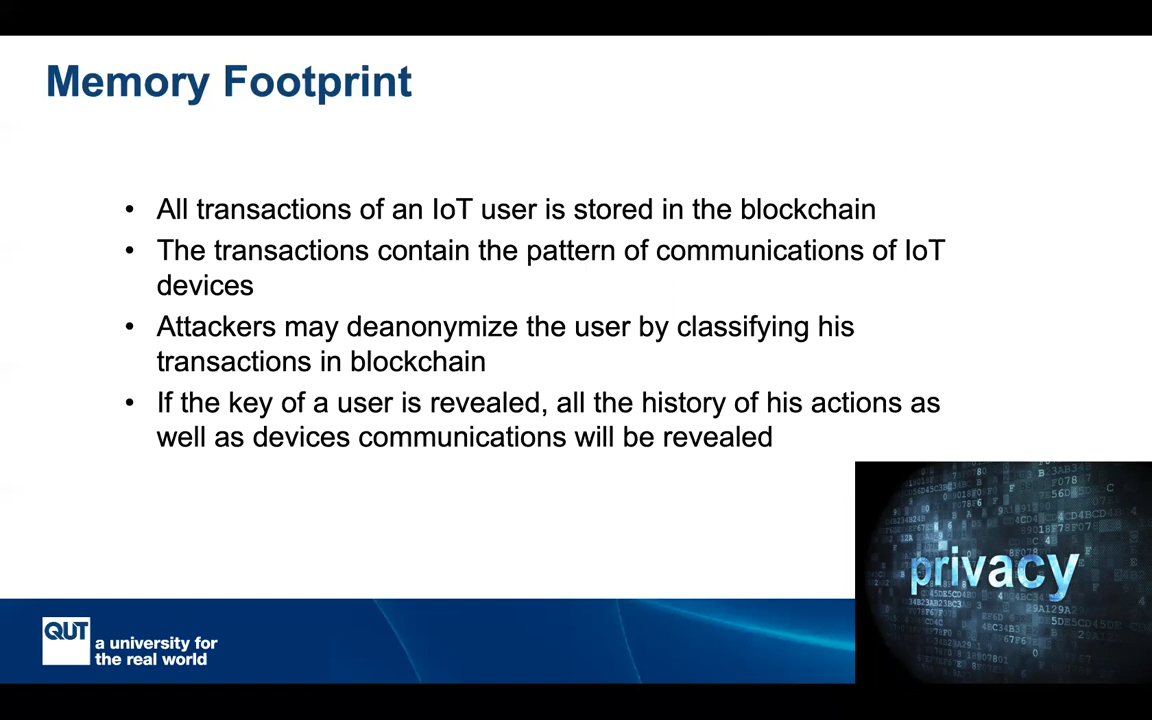 Memory Footprint
• All transactions of an IoT user is stored in the blockchain
• The transactions contain the pattern of communications of IoT
devices
• Attackers may deanonymize the user by classifying his
transactions in blockchain
• If the key of a user is revealed, all the history of his actions as
well as devices communications will be revealed
privacy
QUT
a university for
the real world